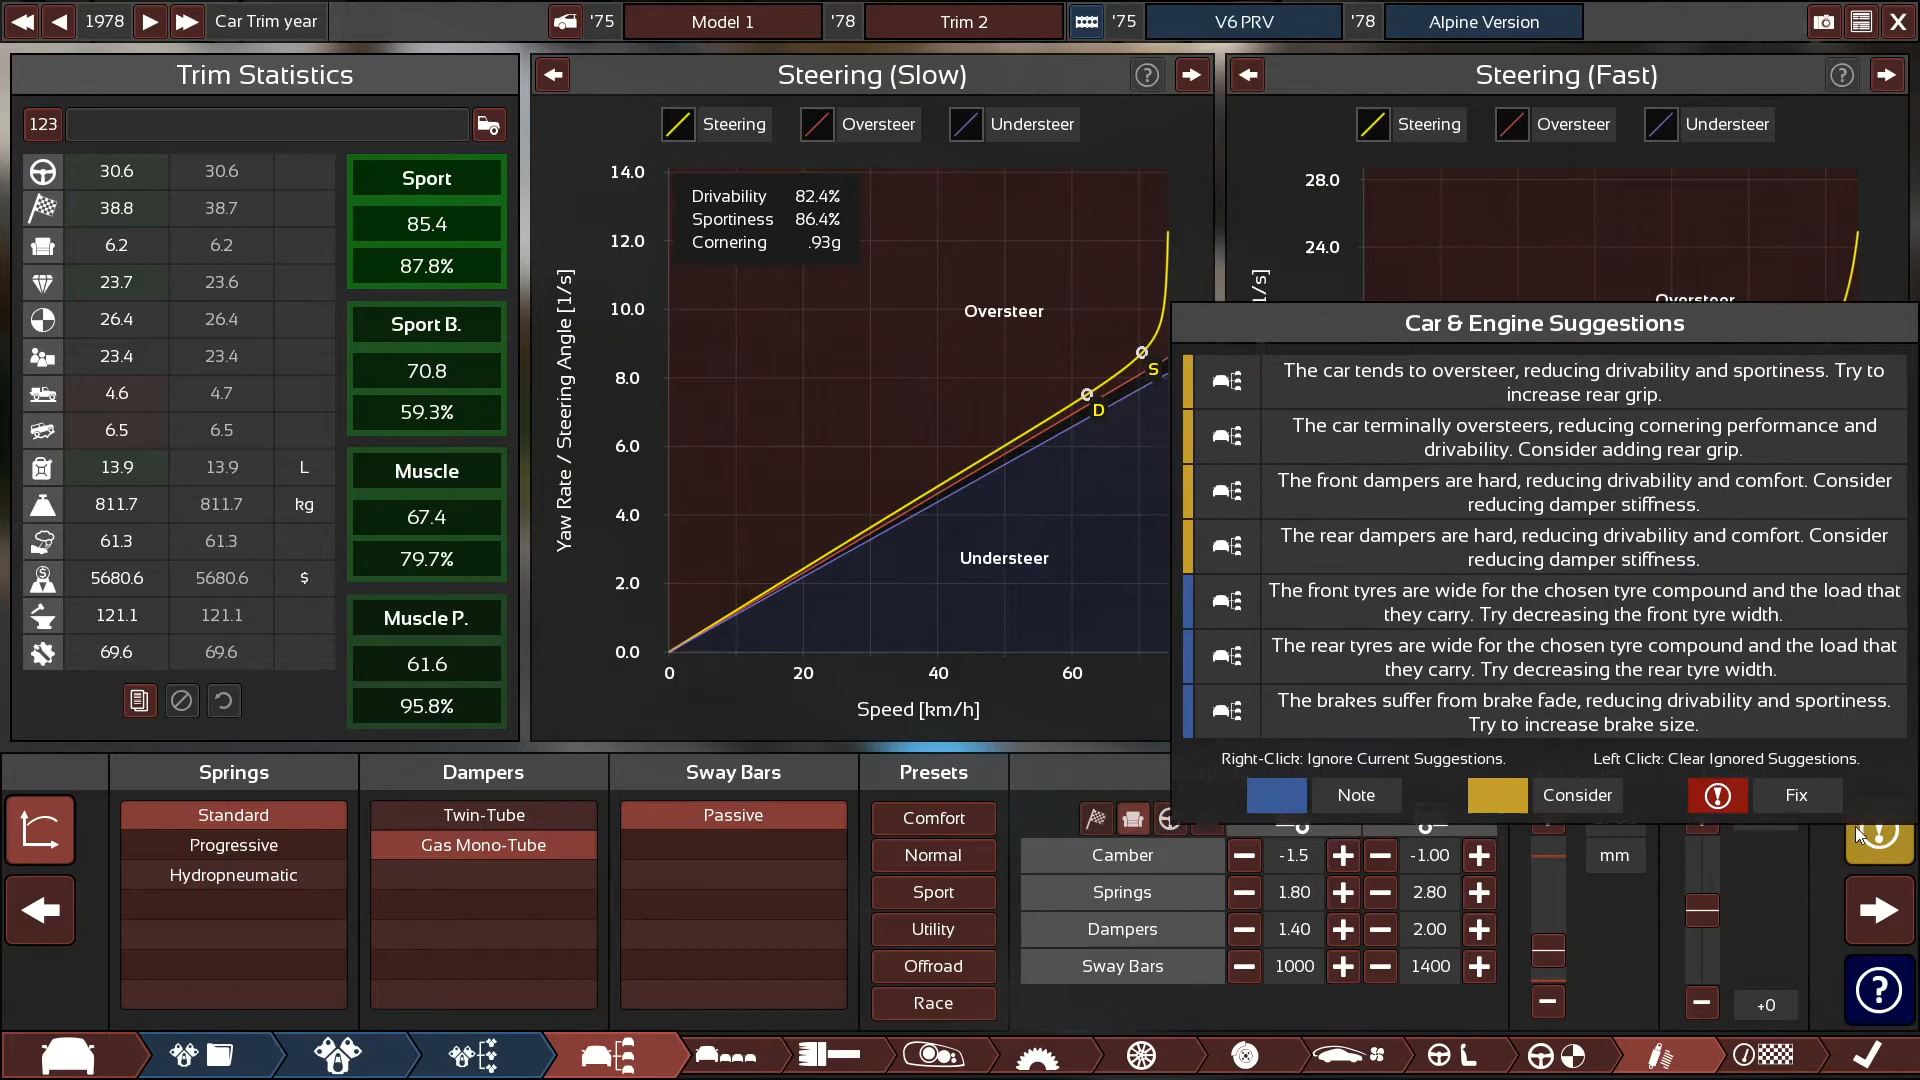 1978
Car Trim year
'75
Model 1
'78
Trim 2
'75
V6 PRV
'78
Alpine Version
Trim Statistics
123
30.6 30.6
38.8 38.7
6.2 6.2
23.7 23.6
26.4 26.4
23.4 23.4
4.6 4.7
6.5 6.5
13.9 13.9 L
811.7 811.7 kg
61.3 61.3
5680.6 5680.6 $
121.1 121.1
69.6 69.6
Sport
85.4
87.8%
Sport B.
70.8
59.3%
Muscle
67.4
79.7%
Muscle P.
61.6
95.8%
Steering (Slow)
?
Steering
Oversteer
Understeer
Drivability 82.4%
Sportiness 86.4%
Cornering .93g
14.0
12.0
10.0
8.0
6.0
4.0
2.0
0.0
Yaw Rate / Steering Angle [1/s]
Oversteer
S
D
Understeer
0 20 40 60
Speed [km/h]
Steering (Fast)
?
Steering
Oversteer
Understeer
28.0
24.0
1/s]
Oversteer
Car & Engine Suggestions
The car tends to oversteer, reducing drivability and sportiness. Try to
increase rear grip.
The car terminally oversteers, reducing cornering performance and
drivability. Consider adding rear grip.
The front dampers are hard, reducing drivability and comfort. Consider
reducing damper stiffness.
The rear dampers are hard, reducing drivability and comfort. Consider
reducing damper stiffness.
The front tyres are wide for the chosen tyre compound and the load that
they carry. Try decreasing the front tyre width.
The rear tyres are wide for the chosen tyre compound and the load that
they carry. Try decreasing the rear tyre width.
The brakes suffer from brake fade, reducing drivability and sportiness.
Try to increase brake size.
Right-Click: Ignore Current Suggestions. Left Click: Clear Ignored Suggestions.
Note
Consider
Fix
Springs
Standard
Progressive
Hydropneumatic
Dampers
Twin-Tube
Gas Mono-Tube
Sway Bars
Passive
Presets
Comfort
Normal
Sport
Utility
Offroad
Race
Camber -1.5 -1.00
Springs 1.80 2.80
Dampers 1.40 2.00
Sway Bars 1000 1400
mm
+0
?